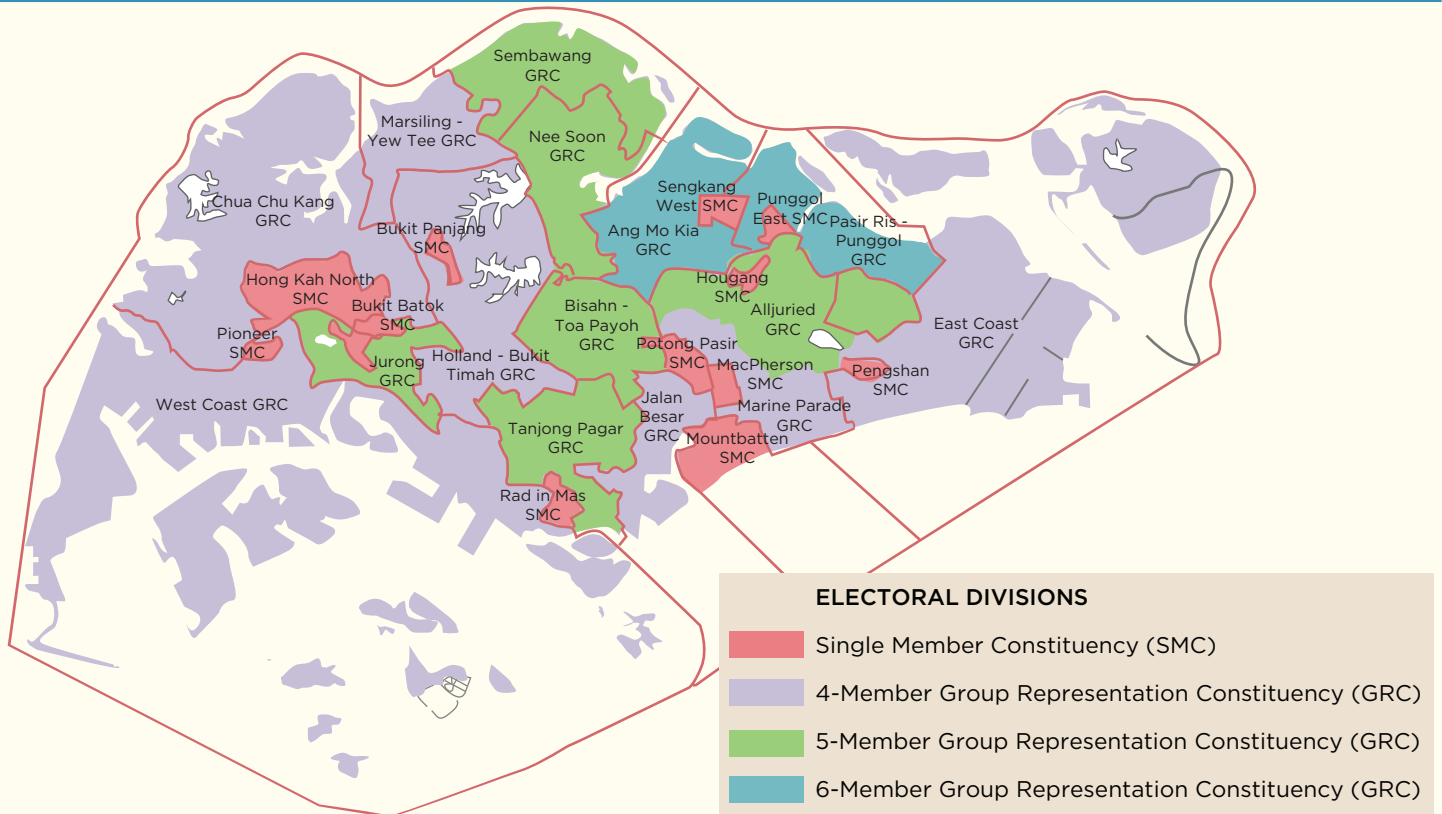 Sembawang
GRC
Marsiling -
Yew Tee GRC
Nee Soon
GRC
Chua Chu Kang
GRC
Sengkang
West SMC
Punggol
East SMC
Pasir Ris -
Punggol
GRC
Ang Mo Kia
GRC
Bukit Panjang
SMC
Hong Kah North
SMC
Bukit Batok
SMC
Pioneer
SMC
Jurong
GRC
Holland - Bukit
Timah GRC
Bisahn -
Toa Payoh
GRC
Hougang
SMC
Alljuried
GRC
East Coast
GRC
Potong Pasir
SMC
MacPherson
SMC
Pengshan
SMC
West Coast GRC
Jalan
Besar
GRC
Marine Parade
GRC
Tanjong Pagar
GRC
Mountbatten
SMC
Rad in Mas
SMC
ELECTORAL DIVISIONS
Single Member Constituency (SMC)
4-Member Group Representation Constituency (GRC)
5-Member Group Representation Constituency (GRC)
6-Member Group Representation Constituency (GRC)